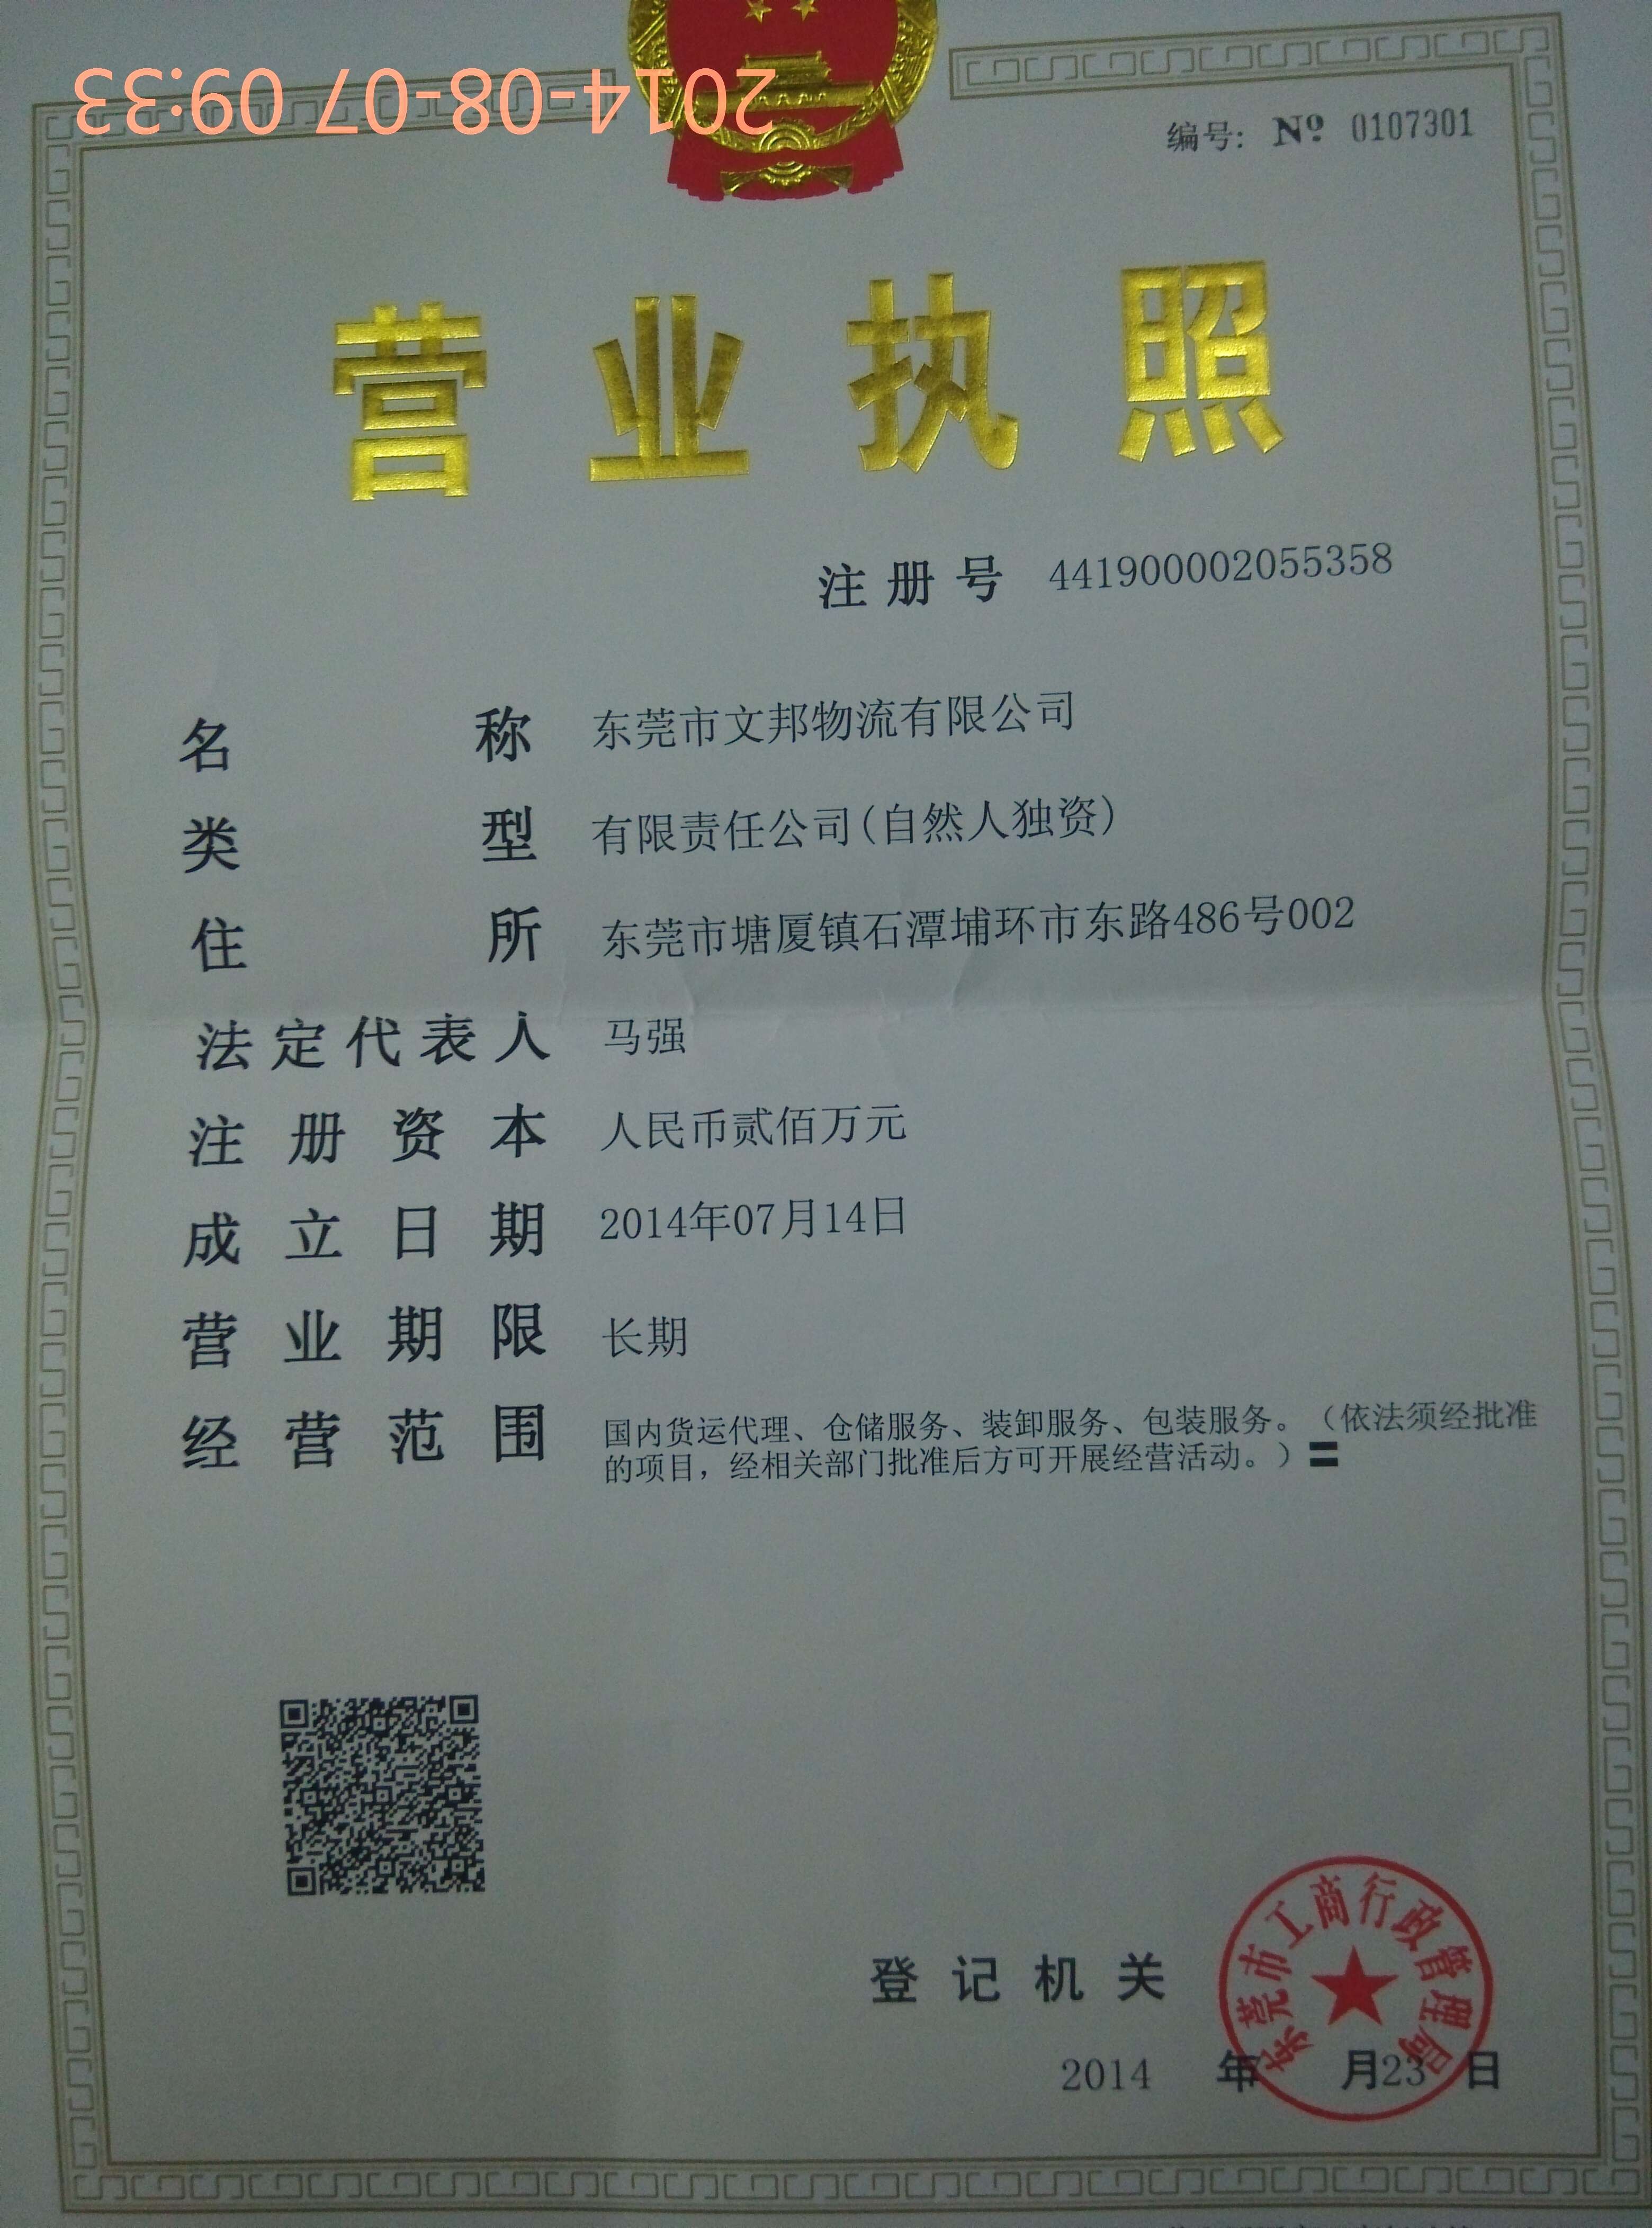 2014-08-07 09:33
编号: Nº 0107301
营业执照
注册号 441900002055358
名称 东莞市文邦物流有限公司
类型 有限责任公司(自然人独资)
住所 东莞市塘厦镇石潭埔环市东路486号002
法定代表人 马强
注册资本 人民币贰佰万元
成立日期 2014年07月14日
营业期限 长期
经营范围 国内货运代理、仓储服务、装卸服务、包装服务。（依法须经批准
的项目，经相关部门批准后方可开展经营活动。）〓
东莞市工商行政管理局
登记机关
2014 年 月23 日